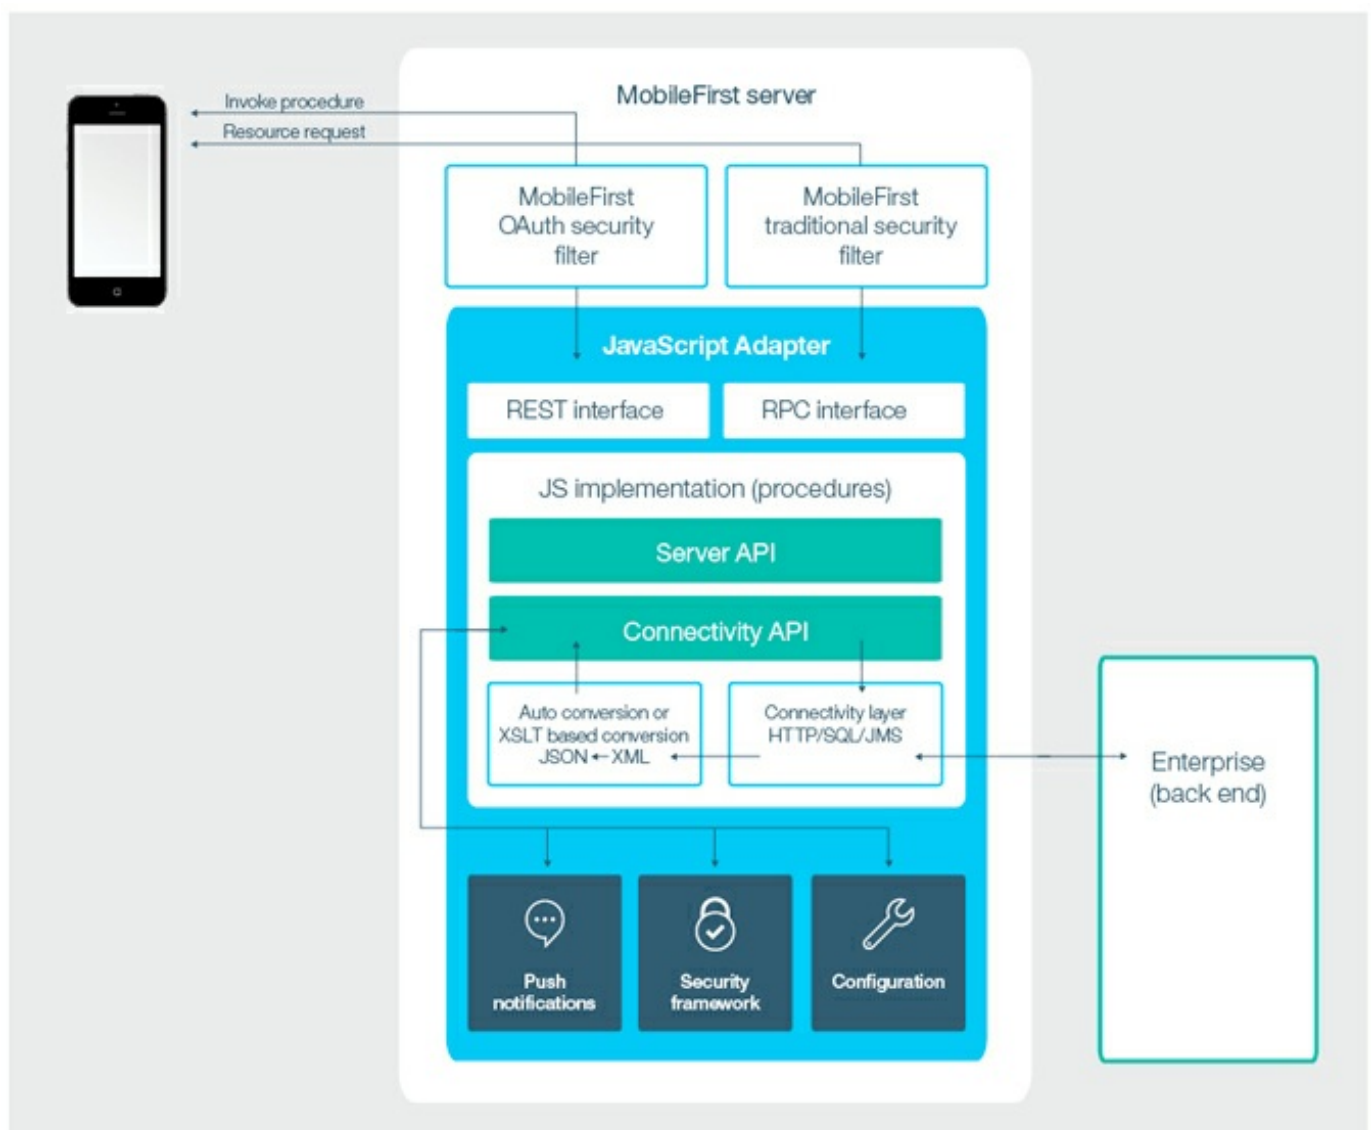 MobileFirst server
Invoke procedure
Resource request
MobileFirst
OAuth security
filter
MobileFirst
traditional security
filter
JavaScript Adapter
REST interface
RPC interface
JS implementation (procedures)
Server API
Connectivity API
Auto conversion or
XSLT based conversion
JSON ← XML
Connectivity layer
HTTP/SQL/JMS
Enterprise
(back end)
Push
notifications
Security
framework
Configuration